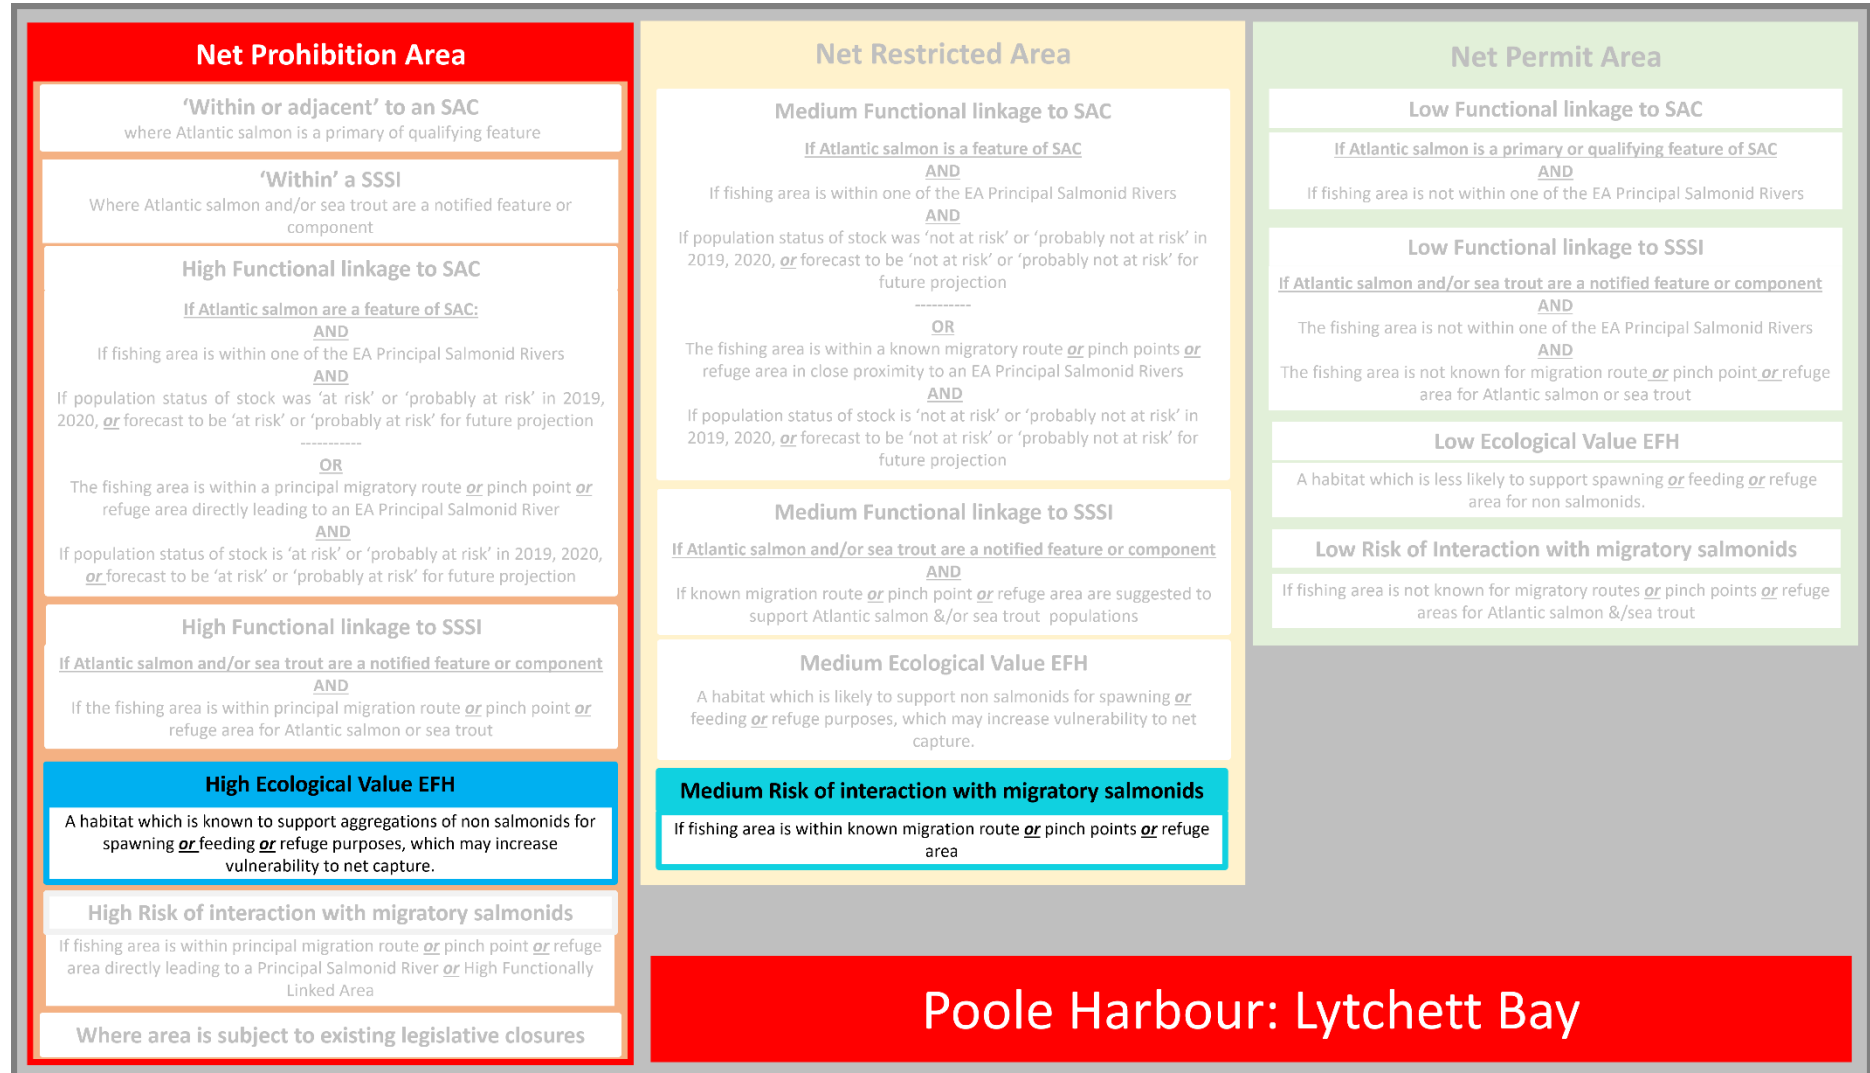 Net Prohibition Area
‘Within or adjacent’ to an SAC
where Atlantic salmon is a primary of qualifying feature
‘Within’ a SSSI
Where Atlantic salmon and/or sea trout are a notified feature or
component
High Functional linkage to SAC
If Atlantic salmon are a feature of SAC:
AND
If fishing area is within one of the EA Principal Salmonid Rivers
AND
If population status of stock was ‘at risk’ or ‘probably at risk’ in 2019,
2020, or forecast to be ‘at risk’ or ‘probably at risk’ for future projection
-----------
OR
The fishing area is within a principal migratory route or pinch point or
refuge area directly leading to an EA Principal Salmonid River
AND
If population status of stock is ‘at risk’ or ‘probably at risk’ in 2019, 2020,
or forecast to be ‘at risk’ or ‘probably at risk’ for future projection
High Functional linkage to SSSI
If Atlantic salmon and/or sea trout are a notified feature or component
AND
If the fishing area is within principal migration route or pinch point or
refuge area for Atlantic salmon or sea trout
High Ecological Value EFH
A habitat which is known to support aggregations of non salmonids for
spawning or feeding or refuge purposes, which may increase
vulnerability to net capture.
High Risk of interaction with migratory salmonids
If fishing area is within principal migration route or pinch point or refuge
area directly leading to a Principal Salmonid River or High Functionally
Linked Area
Where area is subject to existing legislative closures
Net Restricted Area
Medium Functional linkage to SAC
If Atlantic salmon is a feature of SAC
AND
If fishing area is within one of the EA Principal Salmonid Rivers
AND
If population status of stock was ‘not at risk’ or ‘probably not at risk’ in
2019, 2020, or forecast to be ‘not at risk’ or ‘probably not at risk’ for
future projection
----------
OR
The fishing area is within a known migratory route or pinch points or
refuge area in close proximity to an EA Principal Salmonid Rivers
AND
If population status of stock is ‘not at risk’ or ‘probably not at risk’ in
2019, 2020, or forecast to be ‘not at risk’ or ‘probably not at risk’ for
future projection
Medium Functional linkage to SSSI
If Atlantic salmon and/or sea trout are a notified feature or component
AND
If known migration route or pinch point or refuge area are suggested to
support Atlantic salmon &/or sea trout populations
Medium Ecological Value EFH
A habitat which is likely to support non salmonids for spawning or
feeding or refuge purposes, which may increase vulnerability to net
capture.
Medium Risk of interaction with migratory salmonids
If fishing area is within known migration route or pinch points or refuge
area
Net Permit Area
Low Functional linkage to SAC
If Atlantic salmon is a primary or qualifying feature of SAC
AND
If fishing area is not within one of the EA Principal Salmonid Rivers
Low Functional linkage to SSSI
If Atlantic salmon and/or sea trout are a notified feature or component
AND
The fishing area is not within one of the EA Principal Salmonid Rivers
AND
The fishing area is not known for migration route or pinch point or refuge
area for Atlantic salmon or sea trout
Low Ecological Value EFH
A habitat which is less likely to support spawning or feeding or refuge
area for non salmonids.
Low Risk of Interaction with migratory salmonids
If fishing area is not known for migratory routes or pinch points or refuge
areas for Atlantic salmon &/sea trout
Poole Harbour: Lytchett Bay